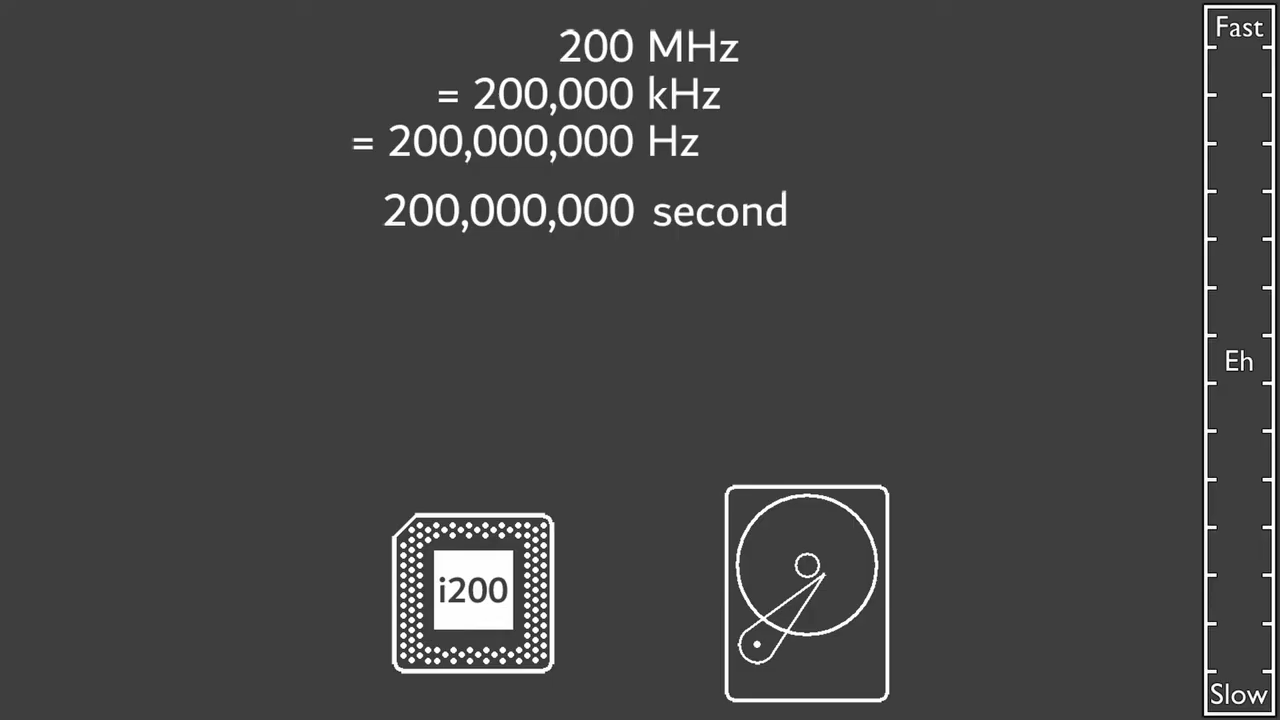 200 MHz
= 200,000 kHz
= 200,000,000 Hz
200,000,000 second
i200
Fast
Eh
Slow